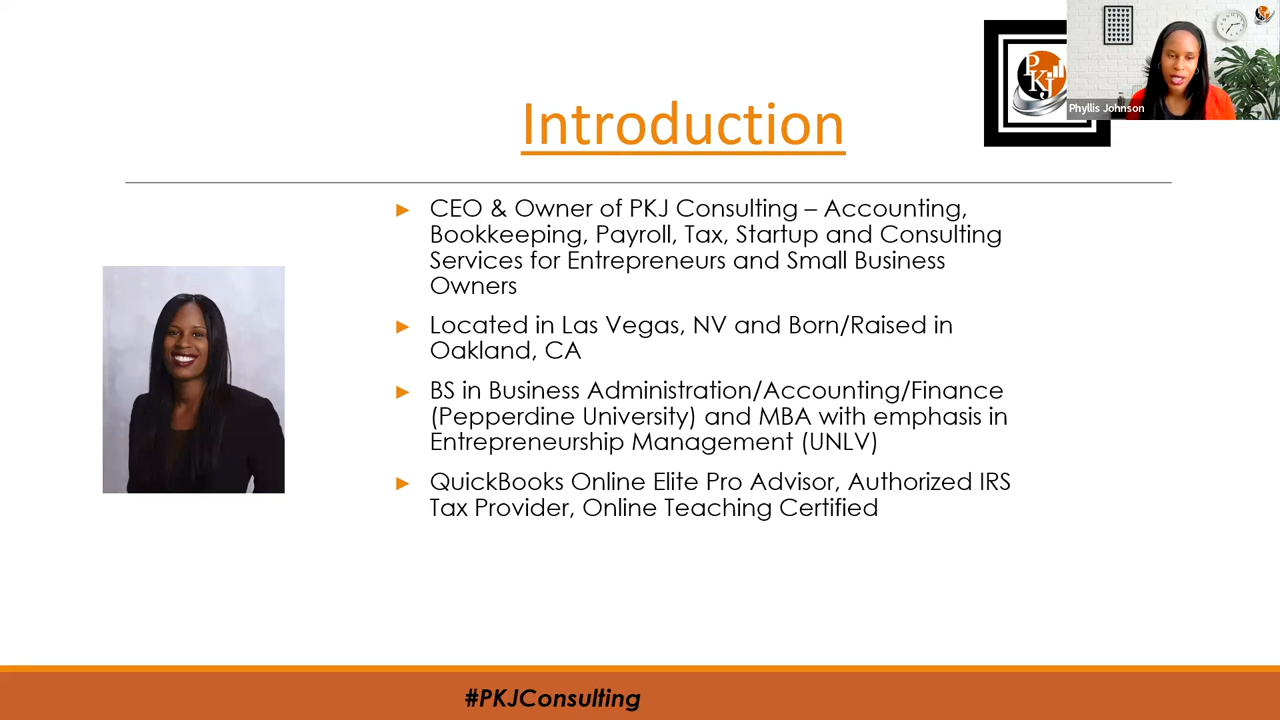 Introduction
PKJ
Phyllis Johnson
CEO & Owner of PKJ Consulting – Accounting,
Bookkeeping, Payroll, Tax, Startup and Consulting
Services for Entrepreneurs and Small Business
Owners
Located in Las Vegas, NV and Born/Raised in
Oakland, CA
BS in Business Administration/Accounting/Finance
(Pepperdine University) and MBA with emphasis in
Entrepreneurship Management (UNLV)
QuickBooks Online Elite Pro Advisor, Authorized IRS
Tax Provider, Online Teaching Certified
#PKJConsulting